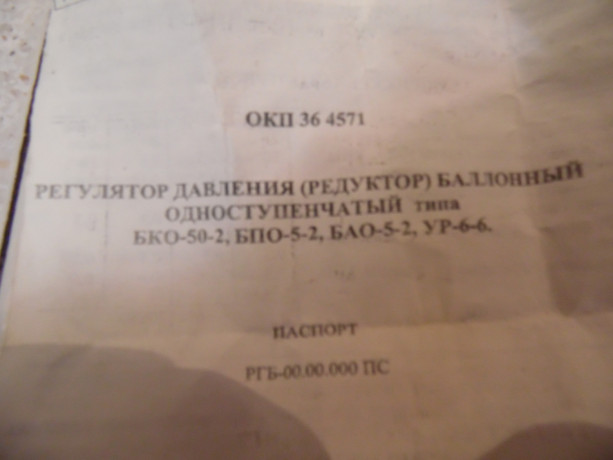 ОКП 36 4571
РЕГУЛЯТОР ДАВЛЕНИЯ (РЕДУКТОР) БАЛЛОННЫЙ
ОДНОСТУПЕНЧАТЫЙ типа
БКО-50-2, БПО-5-2, БАО-5-2, УР-6-6.
ПАСПОРТ
РГБ-00.00.000 ПС